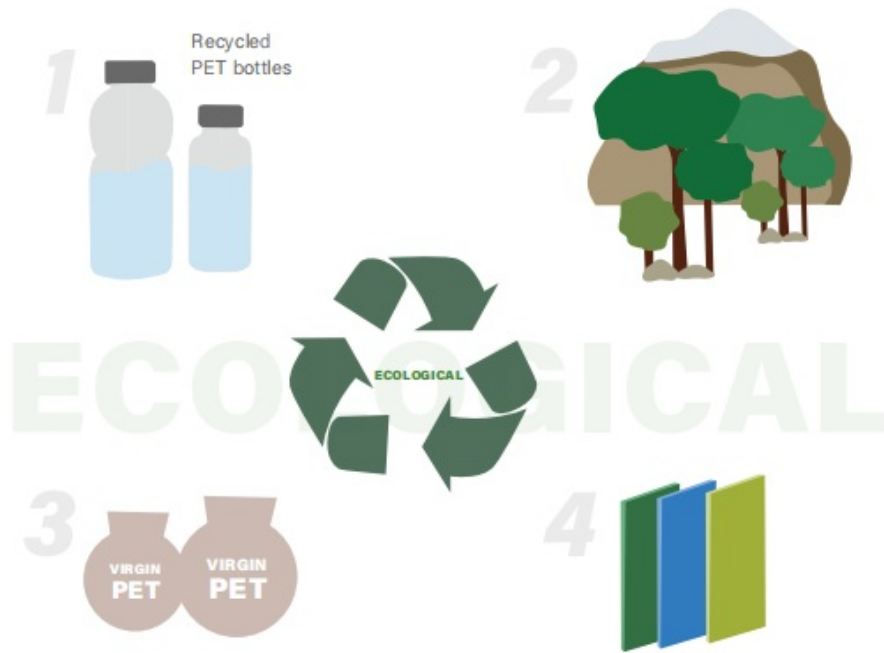 1
Recycled
PET bottles
2
ECOLOGICAL
ECOLOGICAL
3
VIRGIN
PET
VIRGIN
PET
4